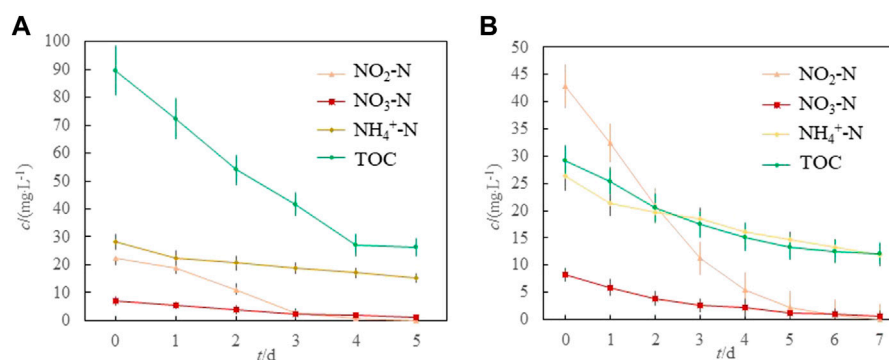 A
100
90
80
70
60
50
40
30
20
10
0
c/(mg·L-1)
0 1 2 3 4 5
t/d
NO2-N
NO3-N
NH4+-N
TOC
B
50
45
40
35
30
25
20
15
10
5
0
c/(mg·L-1)
0 1 2 3 4 5 6 7
t/d
NO2-N
NO3-N
NH4+-N
TOC